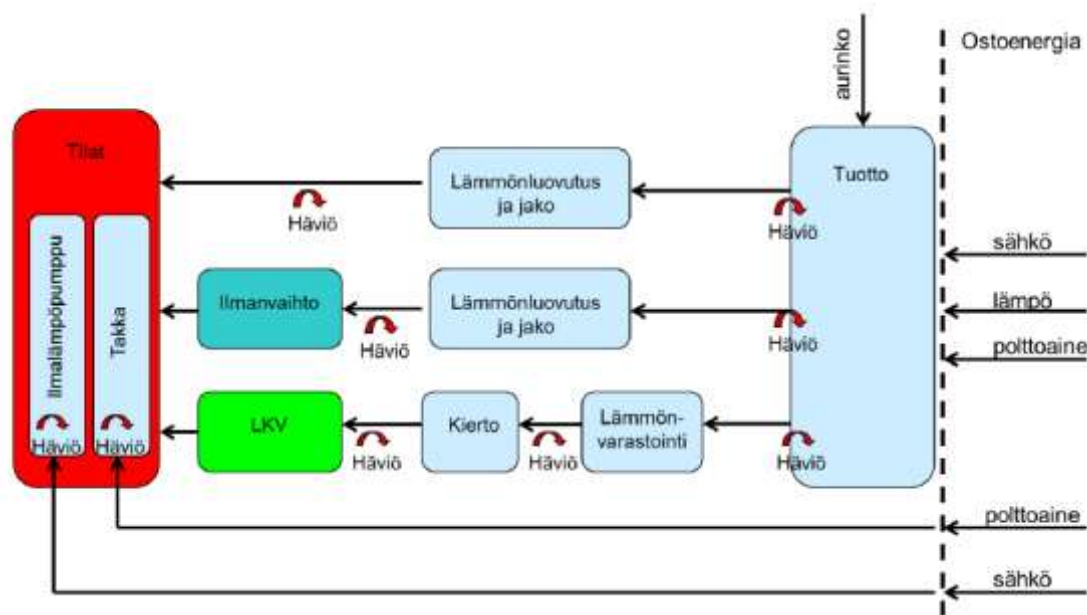 Ostoenergia
aurinko
Tilat
Lämmönluovutus
ja jako
Tuotto
Häviö
Häviö
sähkö
Ilmalämpöpumppu
Takka
Ilmanvaihto
Lämmönluovutus
ja jako
lämpö
Häviö
Häviö
polttoaine
LKV
Kierto
Lämmön-
varastointi
Häviö
Häviö
Häviö
Häviö
Häviö
polttoaine
sähkö